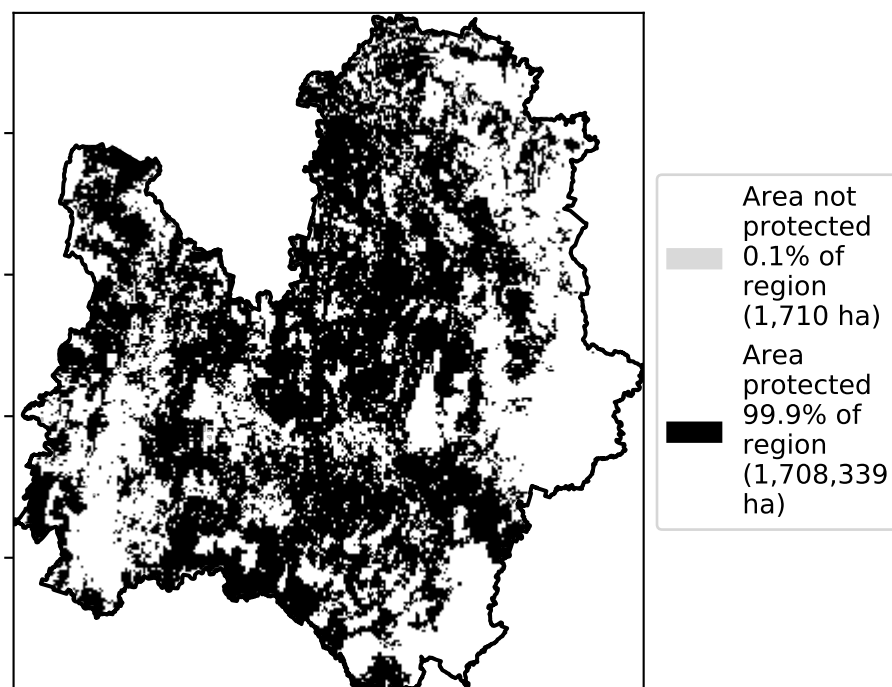 Area not
protected
0.1% of
region
(1,710 ha)
Area
protected
99.9% of
region
(1,708,339
ha)